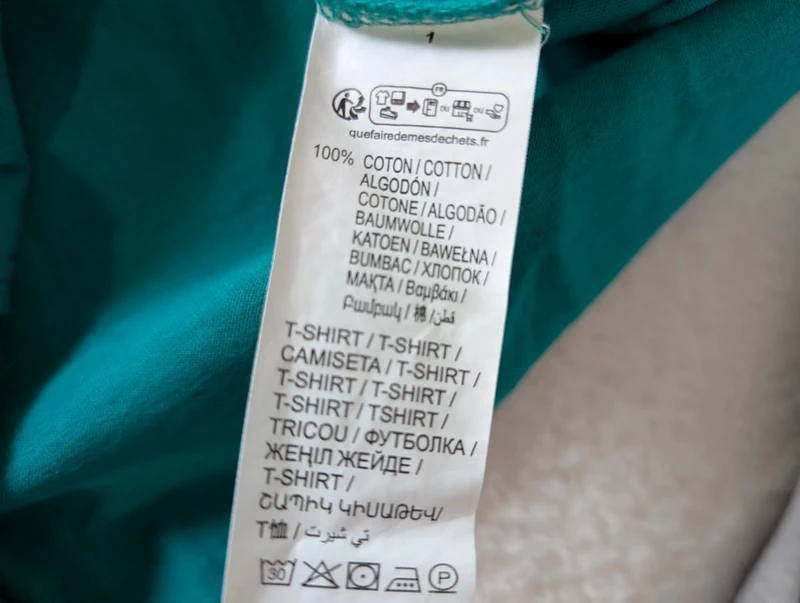 1
FR
OU OU
quefairedemesdechets.fr
100% COTON / COTTON /
ALGODÓN /
COTONE / ALGODÃO /
BAUMWOLLE /
KATOEN / BAWEŁNA /
BUMBAC / ХЛОПОК /
МАҚТА / Βαμβάκι /
Բամբակ / 棉 / قطن
T-SHIRT / T-SHIRT /
CAMISETA / T-SHIRT /
T-SHIRT / T-SHIRT /
T-SHIRT / TSHIRT /
TRICOU / ФУТБОЛКА /
ЖЕҢІЛ ЖЕЙДЕ /
T-SHIRT /
ՇԱՊԻԿ ԿԻՍԱԹԵՎ/
T恤 / تي شيرت
30 P